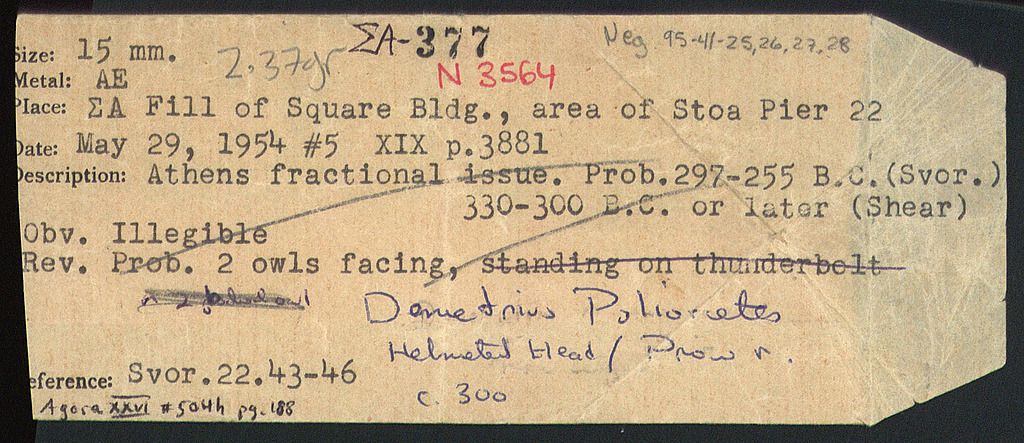 ΣΑ-377
Neg. 95-41-25,26,27,28
Size: 15 mm.
2.37gr
N 3564
Metal: AE
Place: ΣΑ Fill of Square Bldg., area of Stoa Pier 22
Date: May 29, 1954 #5 XIX p.3881
Description: Athens fractional issue. Prob.297-255 B.C.(Svor.)
330-300 B.C. or later (Shear)
Obv. Illegible
Rev. Prob. 2 owls facing, standing on thunderbolt
Demetrius Poliorcetes
Helmeted Head / Prow r.
c. 300
eference: Svor.22.43-46
Agora XXVI #504h pg. 188